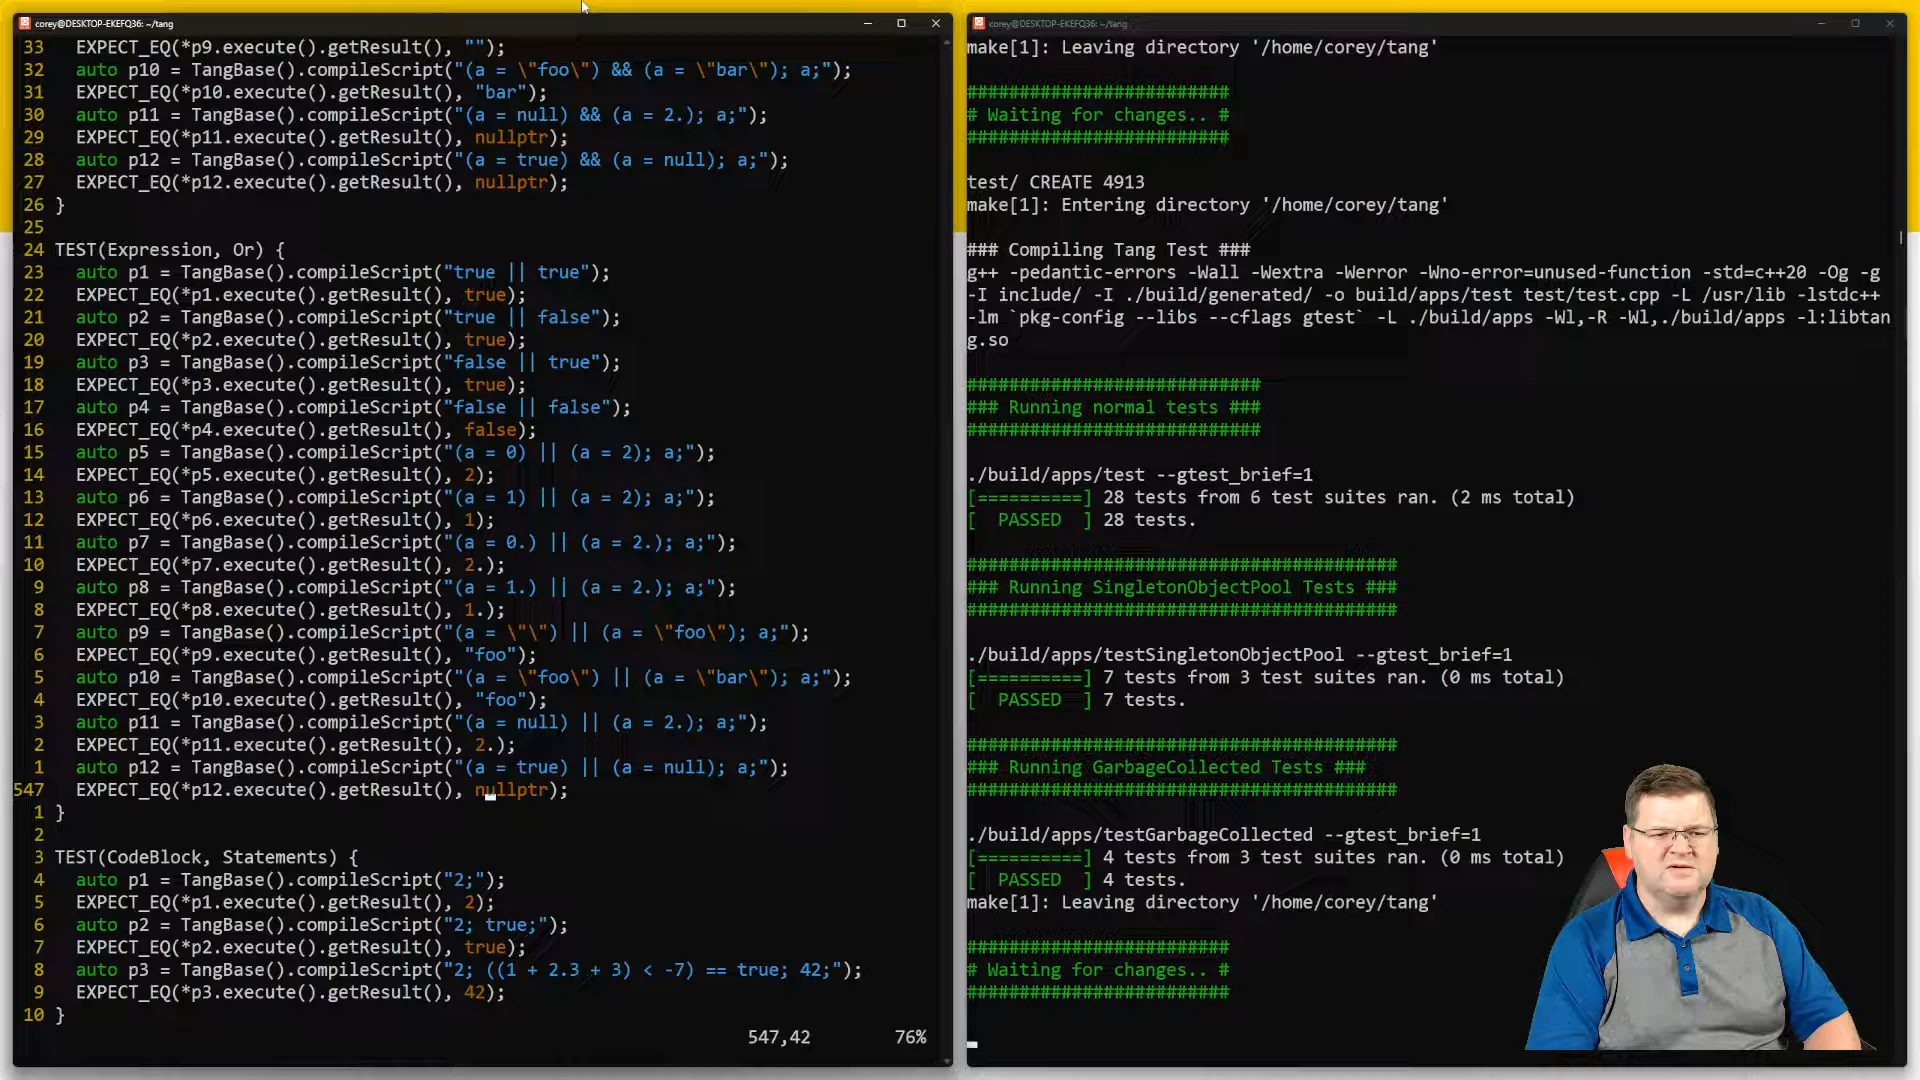 corey@DESKTOP-EKEFQ36: ~/tang
33   EXPECT_EQ(*p9.execute().getResult(), "");
32   auto p10 = TangBase().compileScript("(a = \"foo\") && (a = \"bar\"); a;");
31   EXPECT_EQ(*p10.execute().getResult(), "bar");
30   auto p11 = TangBase().compileScript("(a = null) && (a = 2.); a;");
29   EXPECT_EQ(*p11.execute().getResult(), nullptr);
28   auto p12 = TangBase().compileScript("(a = true) && (a = null); a;");
27   EXPECT_EQ(*p12.execute().getResult(), nullptr);
26 }
25
24 TEST(Expression, Or) {
23   auto p1 = TangBase().compileScript("true || true");
22   EXPECT_EQ(*p1.execute().getResult(), true);
21   auto p2 = TangBase().compileScript("true || false");
20   EXPECT_EQ(*p2.execute().getResult(), true);
19   auto p3 = TangBase().compileScript("false || true");
18   EXPECT_EQ(*p3.execute().getResult(), true);
17   auto p4 = TangBase().compileScript("false || false");
16   EXPECT_EQ(*p4.execute().getResult(), false);
15   auto p5 = TangBase().compileScript("(a = 0) || (a = 2); a;");
14   EXPECT_EQ(*p5.execute().getResult(), 2);
13   auto p6 = TangBase().compileScript("(a = 1) || (a = 2); a;");
12   EXPECT_EQ(*p6.execute().getResult(), 1);
11   auto p7 = TangBase().compileScript("(a = 0.) || (a = 2.); a;");
10   EXPECT_EQ(*p7.execute().getResult(), 2.);
9   auto p8 = TangBase().compileScript("(a = 1.) || (a = 2.); a;");
8   EXPECT_EQ(*p8.execute().getResult(), 1.);
7   auto p9 = TangBase().compileScript("(a = \"\") || (a = \"foo\"); a;");
6   EXPECT_EQ(*p9.execute().getResult(), "foo");
5   auto p10 = TangBase().compileScript("(a = \"foo\") || (a = \"bar\"); a;");
4   EXPECT_EQ(*p10.execute().getResult(), "foo");
3   auto p11 = TangBase().compileScript("(a = null) || (a = 2.); a;");
2   EXPECT_EQ(*p11.execute().getResult(), 2.);
1   auto p12 = TangBase().compileScript("(a = true) || (a = null); a;");
547   EXPECT_EQ(*p12.execute().getResult(), nullptr);
1 }
2
3 TEST(CodeBlock, Statements) {
4   auto p1 = TangBase().compileScript("2;");
5   EXPECT_EQ(*p1.execute().getResult(), 2);
6   auto p2 = TangBase().compileScript("2; true;");
7   EXPECT_EQ(*p2.execute().getResult(), true);
8   auto p3 = TangBase().compileScript("2; ((1 + 2.3 + 3) < -7) == true; 42;");
9   EXPECT_EQ(*p3.execute().getResult(), 42);
10 }
547,42 76%
corey@DESKTOP-EKEFQ36: ~/tang
make[1]: Leaving directory '/home/corey/tang'
#########################
# Waiting for changes.. #
#########################
test/ CREATE 4913
make[1]: Entering directory '/home/corey/tang'
### Compiling Tang Test ###
g++ -pedantic-errors -Wall -Wextra -Werror -Wno-error=unused-function -std=c++20 -Og -g
-I include/ -I ./build/generated/ -o build/apps/test test/test.cpp -L /usr/lib -lstdc++
-lm `pkg-config --libs --cflags gtest` -L ./build/apps -Wl,-R -Wl,./build/apps -l:libtan
g.so
############################
### Running normal tests ###
############################
./build/apps/test --gtest_brief=1
[==========] 28 tests from 6 test suites ran. (2 ms total)
[  PASSED  ] 28 tests.
#########################################
### Running SingletonObjectPool Tests ###
#########################################
./build/apps/testSingletonObjectPool --gtest_brief=1
[==========] 7 tests from 3 test suites ran. (0 ms total)
[  PASSED  ] 7 tests.
#########################################
### Running GarbageCollected Tests ###
#########################################
./build/apps/testGarbageCollected --gtest_brief=1
[==========] 4 tests from 3 test suites ran. (0 ms total)
[  PASSED  ] 4 tests.
make[1]: Leaving directory '/home/corey/tang'
#########################
# Waiting for changes.. #
#########################